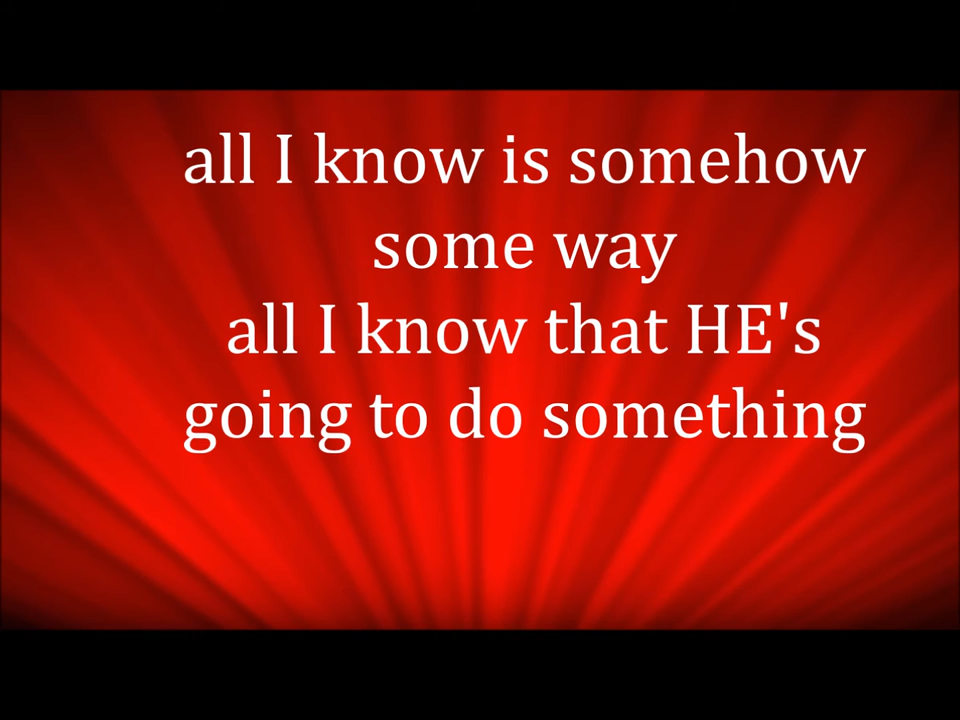 all I know is somehow
some way
all I know that HE's
going to do something